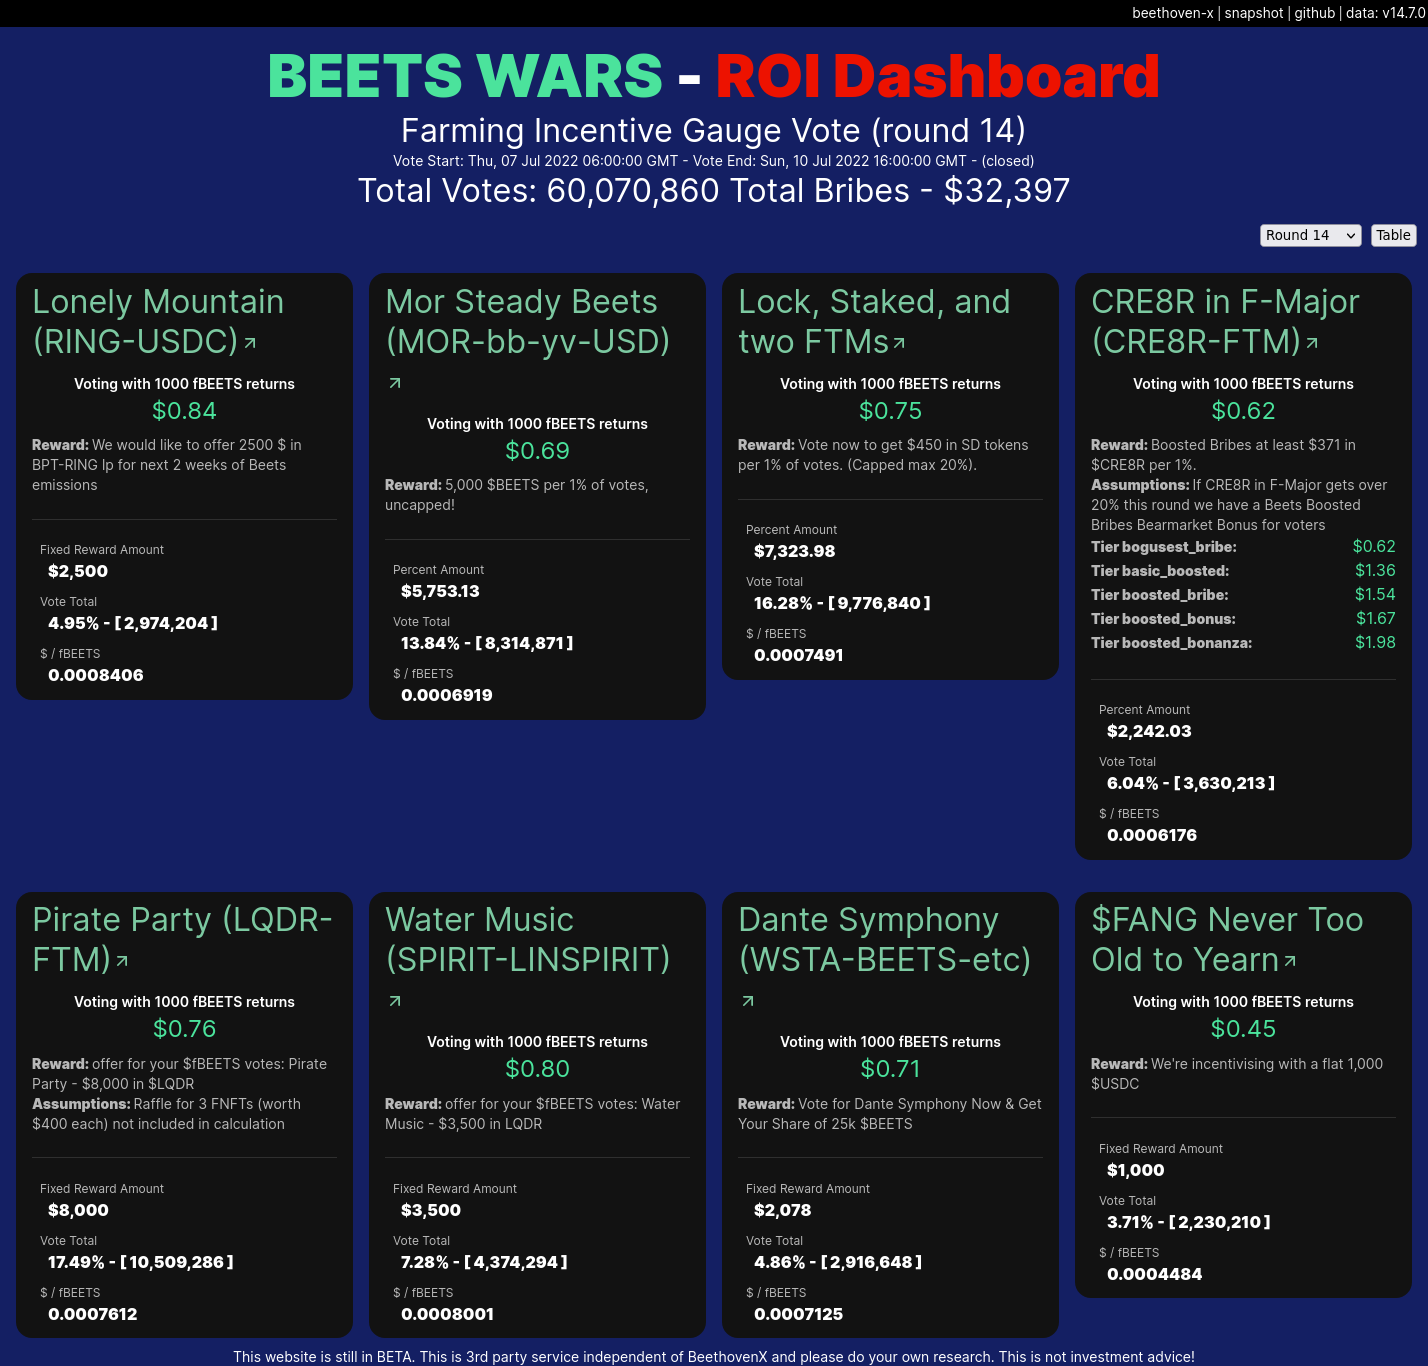 beethoven-x | snapshot | github | data: v14.7.0
BEETS WARS - ROI Dashboard
Farming Incentive Gauge Vote (round 14)
Vote Start: Thu, 07 Jul 2022 06:00:00 GMT - Vote End: Sun, 10 Jul 2022 16:00:00 GMT - (closed)
Total Votes: 60,070,860 Total Bribes - $32,397
Round 14
Table
Lonely Mountain
(RING-USDC)
Voting with 1000 fBEETS returns
$0.84
Reward: We would like to offer 2500 $ in
BPT-RING lp for next 2 weeks of Beets
emissions
Fixed Reward Amount
$2,500
Vote Total
4.95% - [ 2,974,204 ]
$ / fBEETS
0.0008406
Mor Steady Beets
(MOR-bb-yv-USD)
Voting with 1000 fBEETS returns
$0.69
Reward: 5,000 $BEETS per 1% of votes,
uncapped!
Percent Amount
$5,753.13
Vote Total
13.84% - [ 8,314,871 ]
$ / fBEETS
0.0006919
Lock, Staked, and
two FTMs
Voting with 1000 fBEETS returns
$0.75
Reward: Vote now to get $450 in SD tokens
per 1% of votes. (Capped max 20%).
Percent Amount
$7,323.98
Vote Total
16.28% - [ 9,776,840 ]
$ / fBEETS
0.0007491
CRE8R in F-Major
(CRE8R-FTM)
Voting with 1000 fBEETS returns
$0.62
Reward: Boosted Bribes at least $371 in
$CRE8R per 1%.
Assumptions: If CRE8R in F-Major gets over
20% this round we have a Beets Boosted
Bribes Bearmarket Bonus for voters
Tier bogusest_bribe: $0.62
Tier basic_boosted: $1.36
Tier boosted_bribe: $1.54
Tier boosted_bonus: $1.67
Tier boosted_bonanza: $1.98
Percent Amount
$2,242.03
Vote Total
6.04% - [ 3,630,213 ]
$ / fBEETS
0.0006176
Pirate Party (LQDR-
FTM)
Voting with 1000 fBEETS returns
$0.76
Reward: offer for your $fBEETS votes: Pirate
Party - $8,000 in $LQDR
Assumptions: Raffle for 3 FNFTs (worth
$400 each) not included in calculation
Fixed Reward Amount
$8,000
Vote Total
17.49% - [ 10,509,286 ]
$ / fBEETS
0.0007612
Water Music
(SPIRIT-LINSPIRIT)
Voting with 1000 fBEETS returns
$0.80
Reward: offer for your $fBEETS votes: Water
Music - $3,500 in LQDR
Fixed Reward Amount
$3,500
Vote Total
7.28% - [ 4,374,294 ]
$ / fBEETS
0.0008001
Dante Symphony
(WSTA-BEETS-etc)
Voting with 1000 fBEETS returns
$0.71
Reward: Vote for Dante Symphony Now & Get
Your Share of 25k $BEETS
Fixed Reward Amount
$2,078
Vote Total
4.86% - [ 2,916,648 ]
$ / fBEETS
0.0007125
$FANG Never Too
Old to Yearn
Voting with 1000 fBEETS returns
$0.45
Reward: We're incentivising with a flat 1,000
$USDC
Fixed Reward Amount
$1,000
Vote Total
3.71% - [ 2,230,210 ]
$ / fBEETS
0.0004484
This website is still in BETA. This is 3rd party service independent of BeethovenX and please do your own research. This is not investment advice!